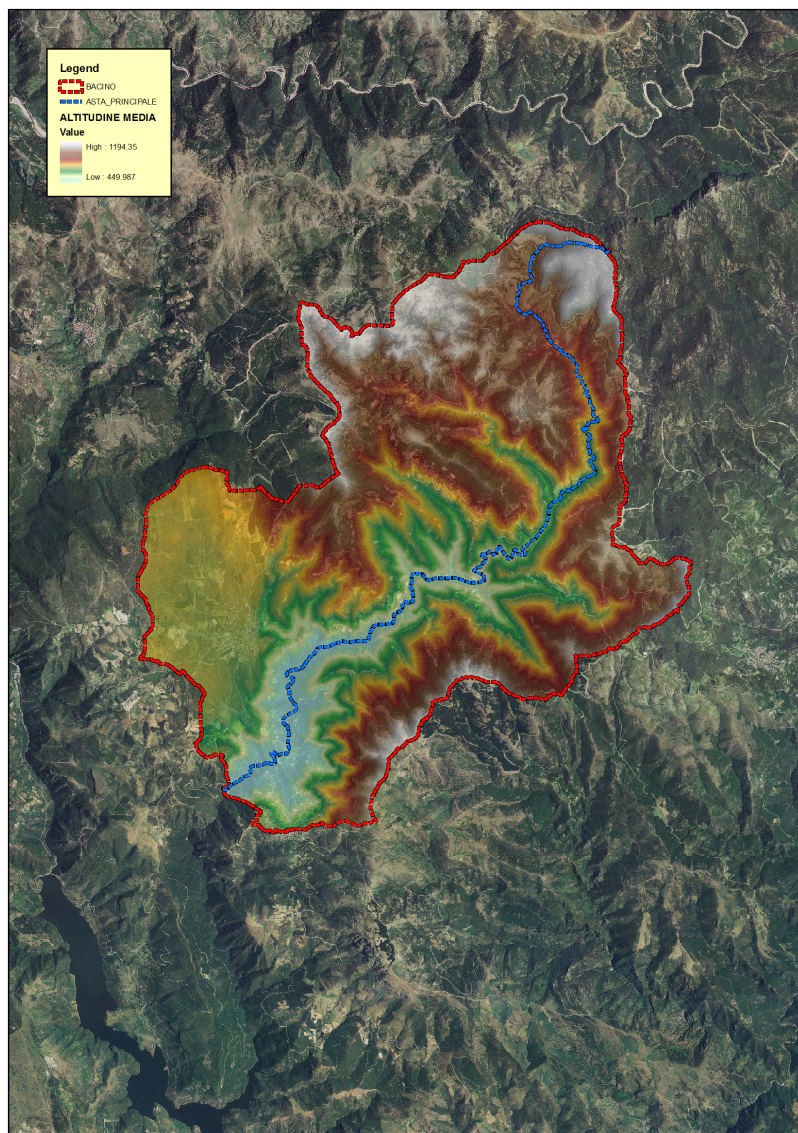 Legend
BACINO
ASTA_PRINCIPALE
ALTITUDINE MEDIA
Value
High : 1194.35
Low : 449.987